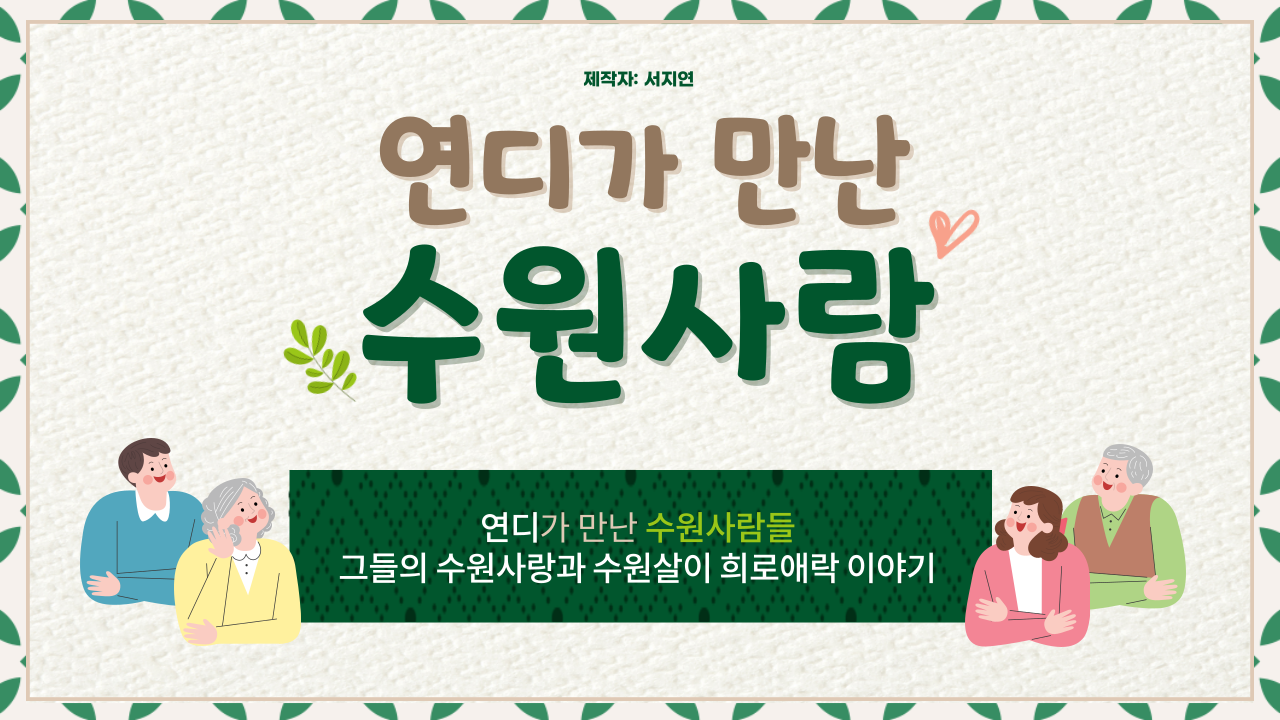 제작자: 서지연
연디가 만난
수원사람
연디가 만난 수원사람들
그들의 수원사랑과 수원살이 희로애락 이야기